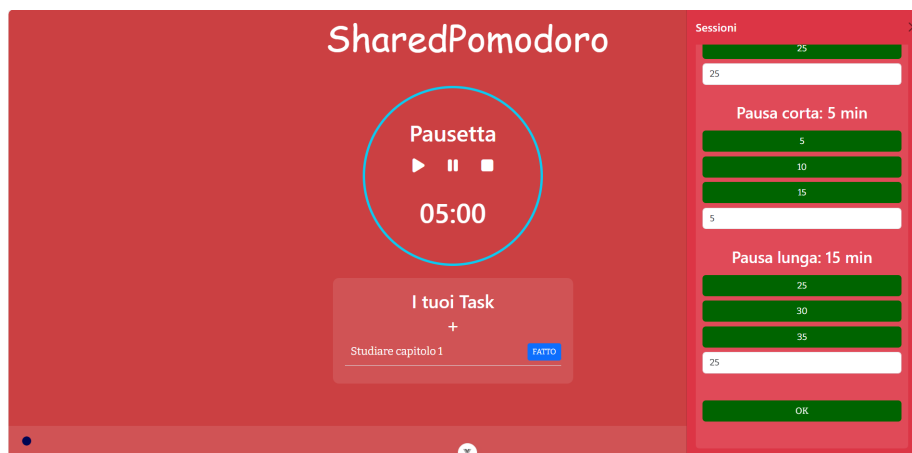 SharedPomodoro
Pausetta
05:00
I tuoi Task
+
Studiare capitolo 1 FATTO
Sessioni
25
25
Pausa corta: 5 min
5
10
15
5
Pausa lunga: 15 min
25
30
35
25
OK